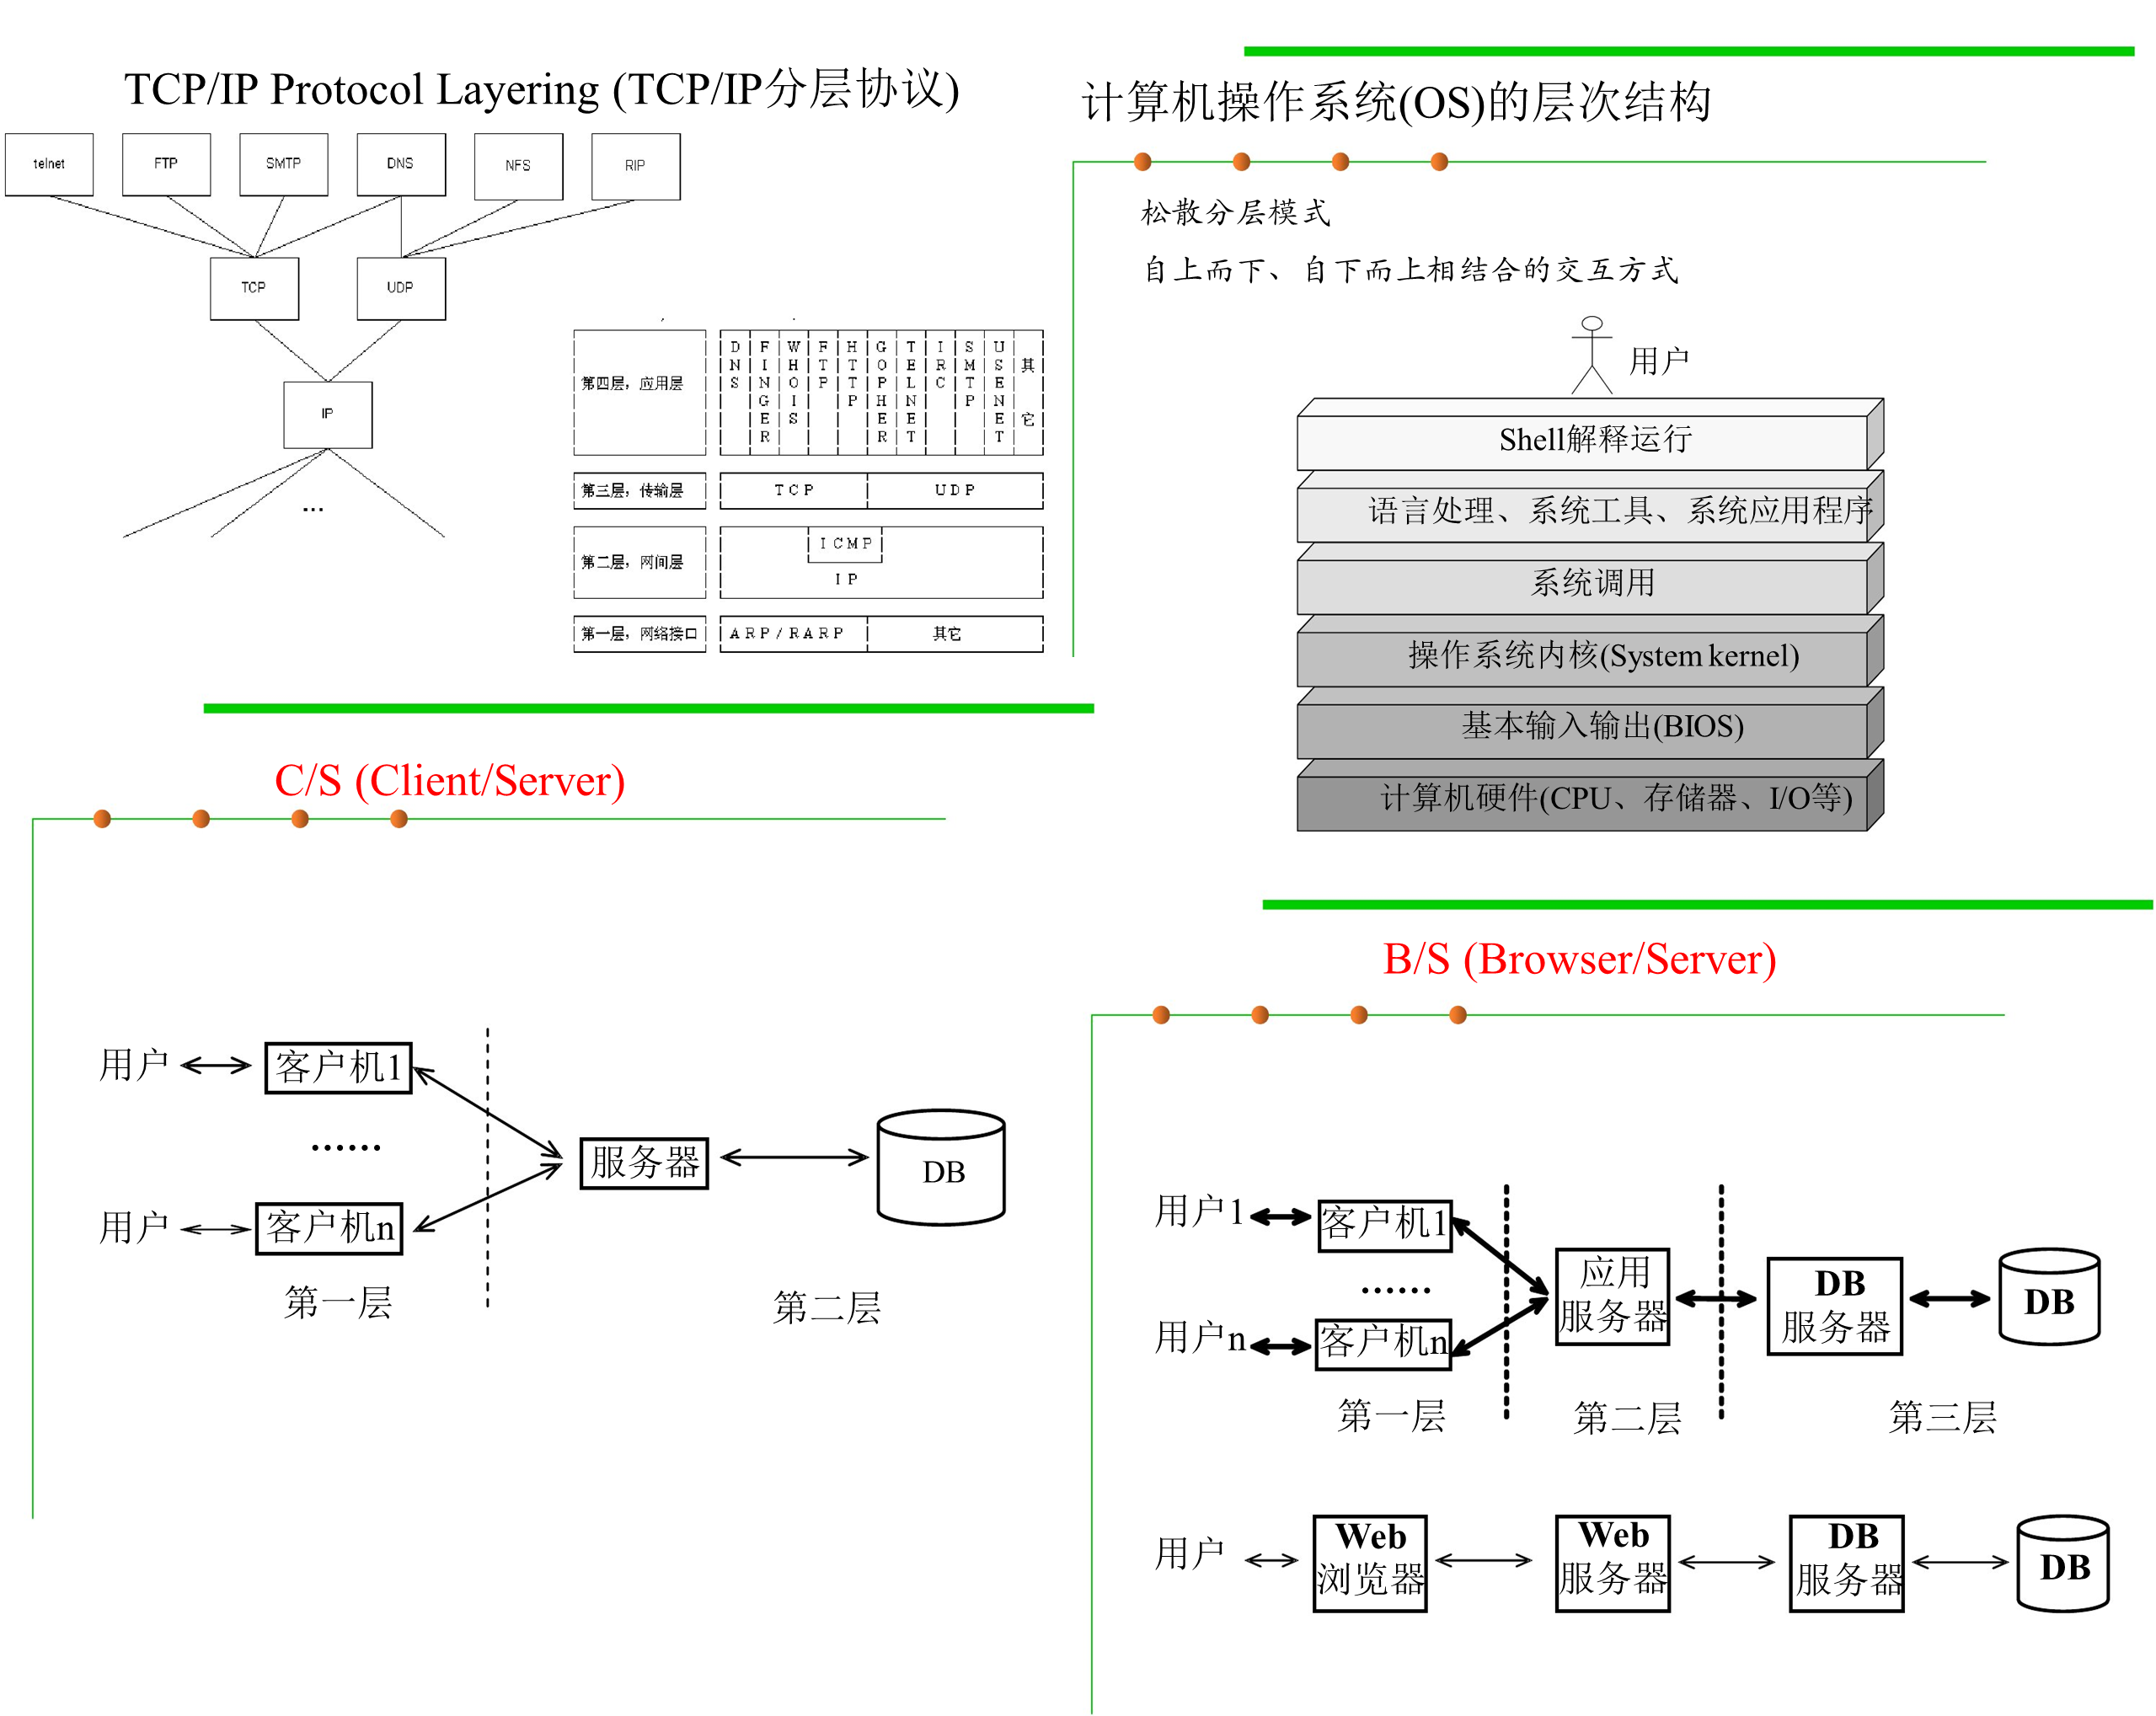 TCP/IP Protocol Layering (TCP/IP分层协议)
telnet
FTP
SMTP
DNS
NFS
RIP
TCP
UDP
IP
...
第四层，应用层
DNS
FINGER
WHOIS
FTP
HTTP
GOPHER
TELNET
IRC
SMTP
USENET
其它
第三层，传输层
TCP
UDP
第二层，网间层
ICMP
IP
第一层，网络接口
ARP/RARP
其它
计算机操作系统(OS)的层次结构
松散分层模式
自上而下、自下而上相结合的交互方式
用户
Shell解释运行
语言处理、系统工具、系统应用程序
系统调用
操作系统内核(System kernel)
基本输入输出(BIOS)
计算机硬件(CPU、存储器、I/O等)
C/S (Client/Server)
用户
客户机1
……
用户
客户机n
服务器
DB
第一层
第二层
B/S (Browser/Server)
用户1
客户机1
……
用户n
客户机n
应用
服务器
DB
服务器
DB
第一层
第二层
第三层
用户
Web
浏览器
Web
服务器
DB
服务器
DB